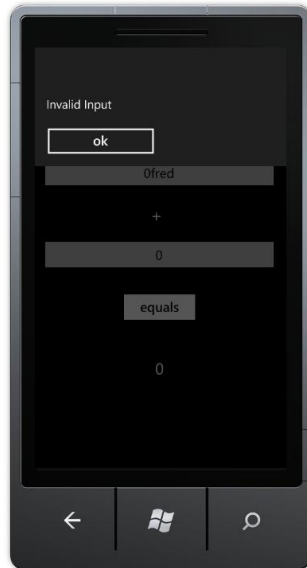 Invalid Input
ok
0fred
+
0
equals
0